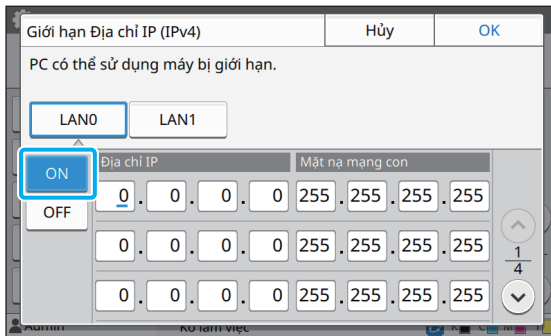 Giới hạn Địa chỉ IP (IPv4) Hủy OK
PC có thể sử dụng máy bị giới hạn.
LAN0 LAN1
Địa chỉ IP Mặt nạ mạng con
ON
0 . 0 . 0 . 0 255 . 255 . 255 . 255
OFF
0 . 0 . 0 . 0 255 . 255 . 255 . 255
1
4
0 . 0 . 0 . 0 255 . 255 . 255 . 255
Admin Ko làm việc K C M Y